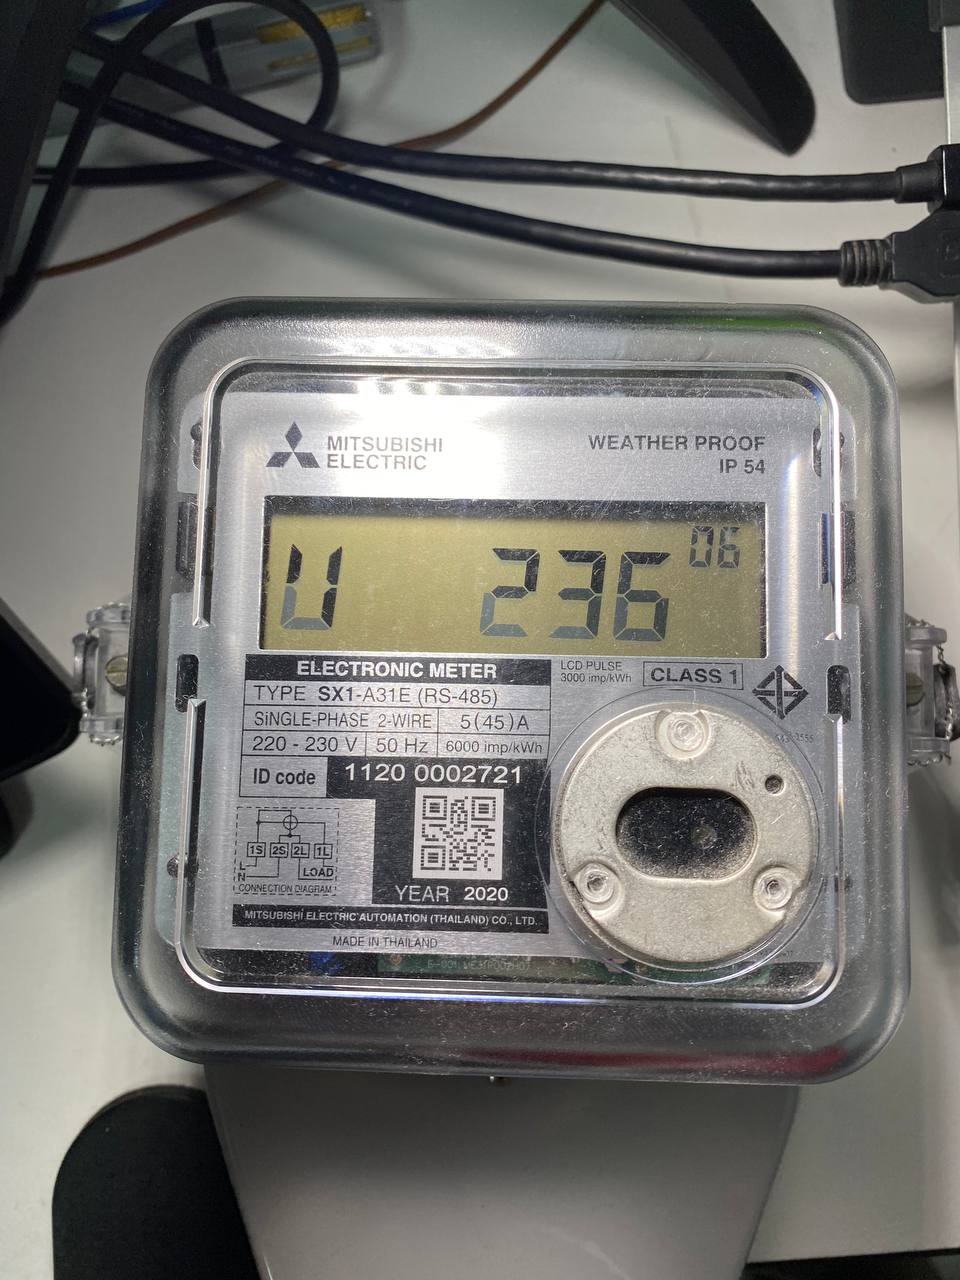 MITSUBISHI
ELECTRIC
WEATHER PROOF
IP 54
U 236 06
ELECTRONIC METER
LCD PULSE
3000 imp/kWh
CLASS 1
TYPE SX1-A31E (RS-485)
SiNGLE-PHASE 2-WIRE 5(45)A
220 - 230 V 50 Hz 6000 imp/kWh
ID code 1120 0002721
1S 2S 2L 1L
L
N
LOAD
CONNECTION DIAGRAM
YEAR 2020
MITSUBISHI ELECTRIC AUTOMATION (THAILAND) CO., LTD.
MADE IN THAILAND